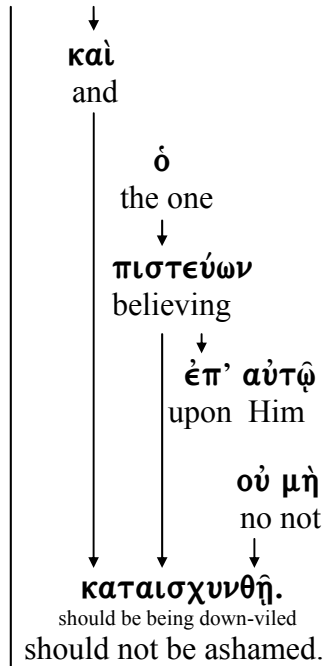 καὶ
and
ὁ
the one
πιστεύων
believing
ἐπ’ αὐτῷ
upon Him
οὐ μὴ
no not
καταισχυνθῇ.
should be being down-viled
should not be ashamed.